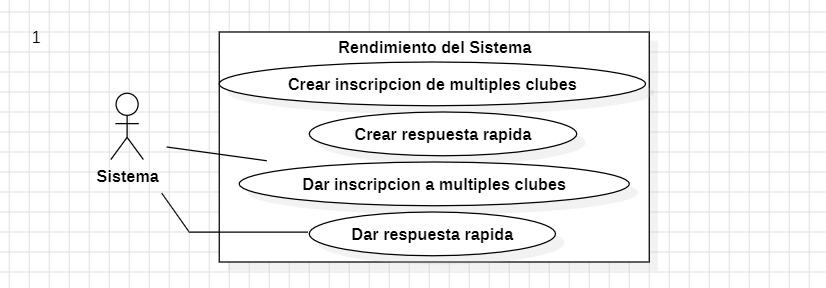 1
Rendimiento del Sistema
Crear inscripcion de multiples clubes
Crear respuesta rapida
Sistema
Dar inscripcion a multiples clubes
Dar respuesta rapida